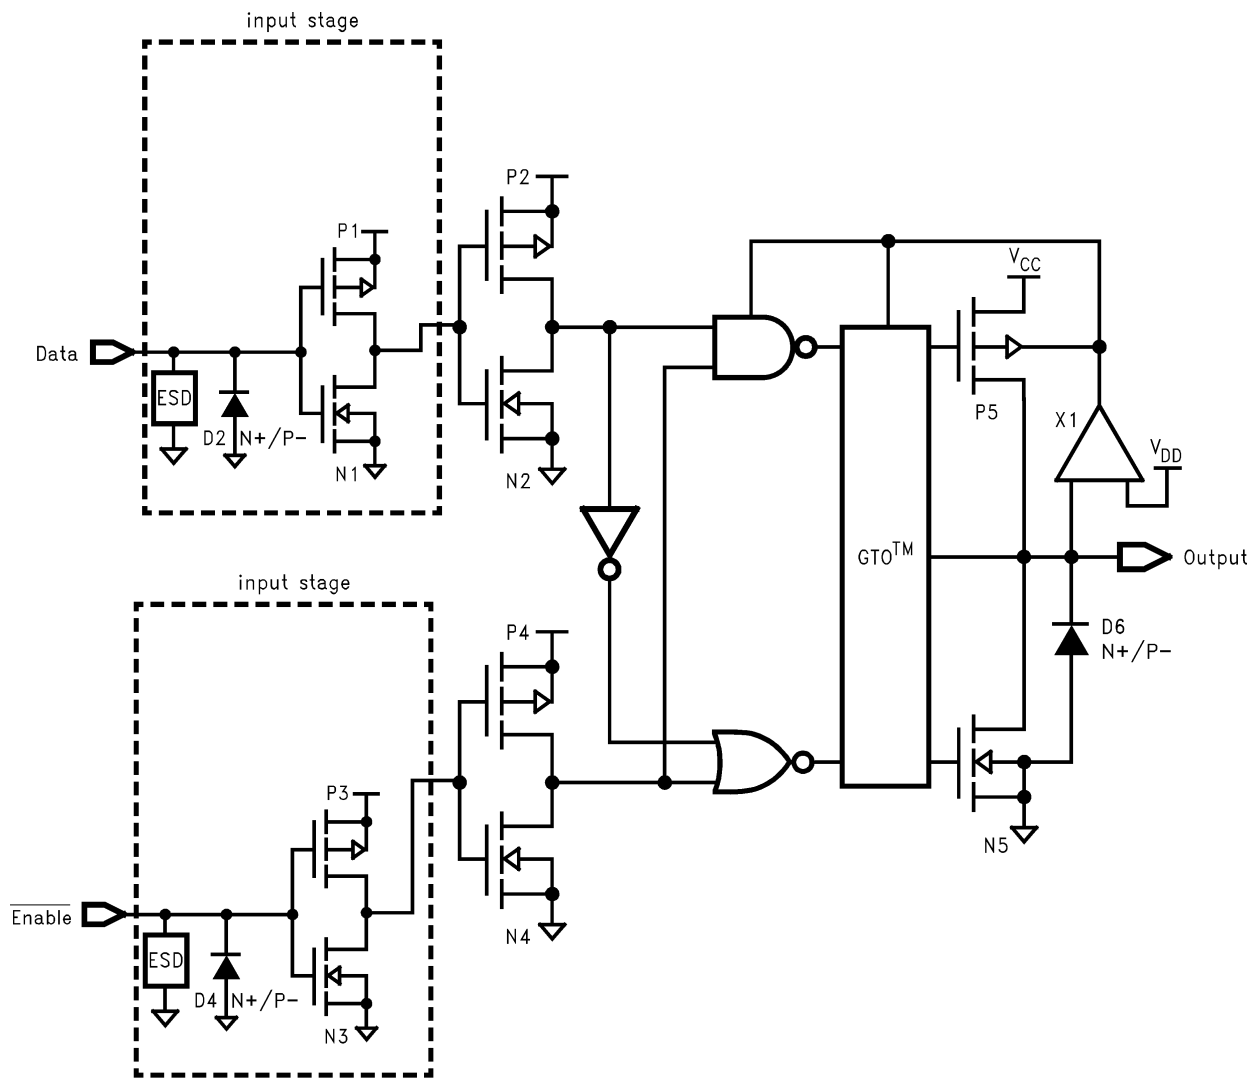 input stage
P2
P1
V_CC
Data
ESD
D2 N+/P-
N1
N2
P5
X1
V_DD
GTO™
Output
input stage
P4
D6
N+/P-
P3
N5
Enable
ESD
D4 N+/P-
N3
N4